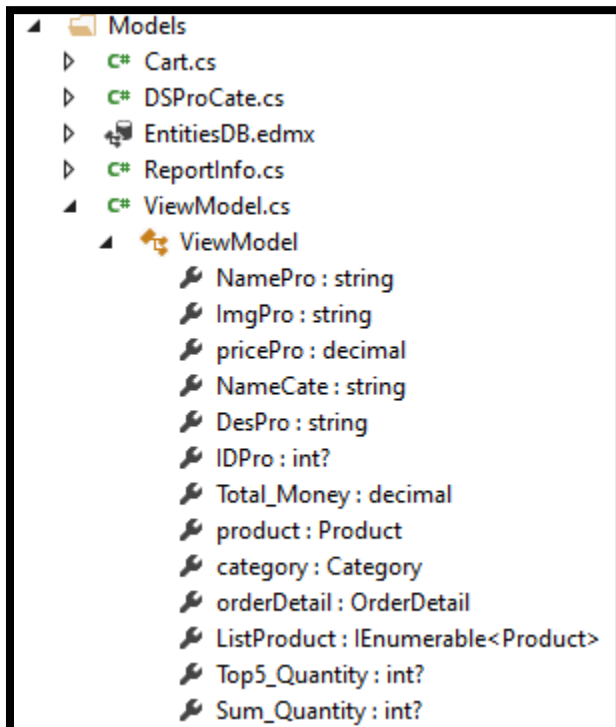 Models
C# Cart.cs
C# DSProCate.cs
EntitiesDB.edmx
C# ReportInfo.cs
C# ViewModel.cs
ViewModel
NamePro : string
ImgPro : string
pricePro : decimal
NameCate : string
DesPro : string
IDPro : int?
Total_Money : decimal
product : Product
category : Category
orderDetail : OrderDetail
ListProduct : IEnumerable<Product>
Top5_Quantity : int?
Sum_Quantity : int?